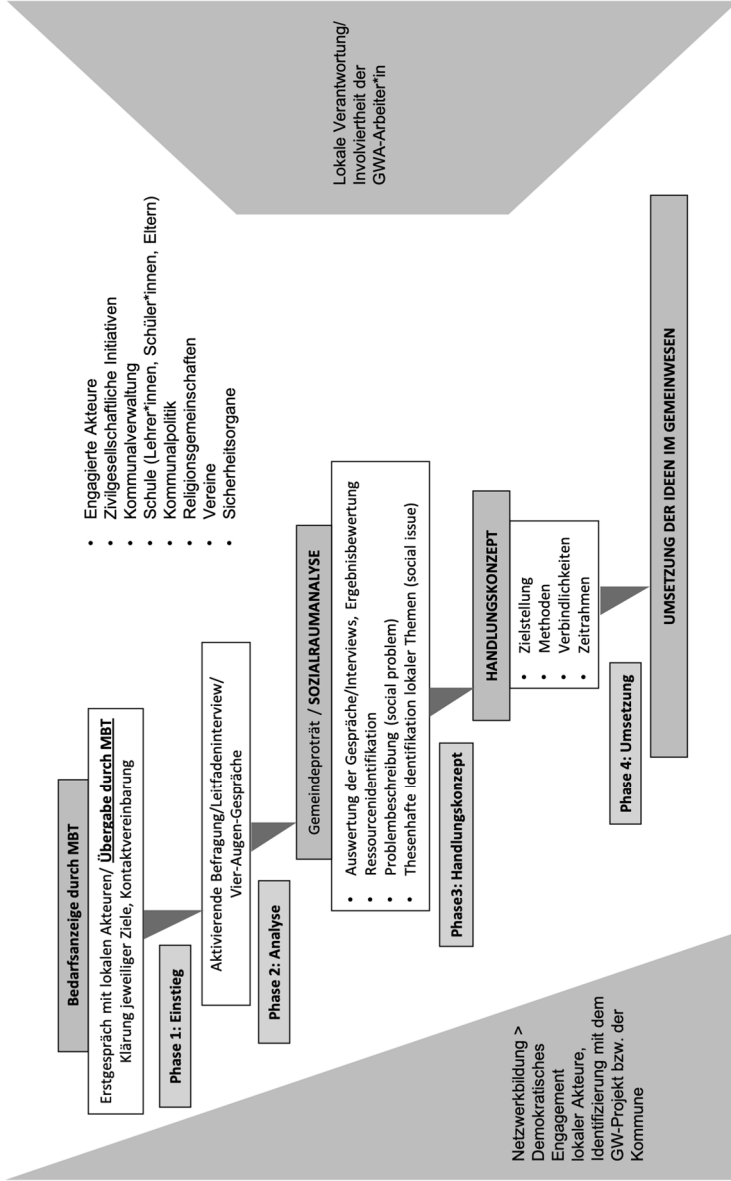 Bedarfsanzeige durch MBT
Erstgespräch mit lokalen Akteuren/ Übergabe durch MBT
Klärung jeweiliger Ziele, Kontaktvereinbarung
Phase 1: Einstieg
Aktivierende Befragung/Leitfadeninterview/
Vier-Augen-Gespräche
• Engagierte Akteure
• Zivilgesellschaftliche Initiativen
• Kommunalverwaltung
• Schule (Lehrer*innen, Schüler*innen, Eltern)
• Kommunalpolitik
• Religionsgemeinschaften
• Vereine
• Sicherheitsorgane
Phase 2: Analyse
Gemeindeproträt / SOZIALRAUMANALYSE
• Auswertung der Gespräche/Interviews, Ergebnisbewertung
• Ressourcenidentifikation
• Problembeschreibung (social problem)
• Thesenhafte Identifikation lokaler Themen (social issue)
Phase3: Handlungskonzept
HANDLUNGSKONZEPT
• Zielstellung
• Methoden
• Verbindlichkeiten
• Zeitrahmen
Phase 4: Umsetzung
UMSETZUNG DER IDEEN IM GEMEINWESEN
Netzwerkbildung >
Demokratisches
Engagement
lokaler Akteure,
Identifizierung mit dem
GW-Projekt bzw. der
Kommune
Lokale Verantwortung/
Involviertheit der
GWA-Arbeiter*in